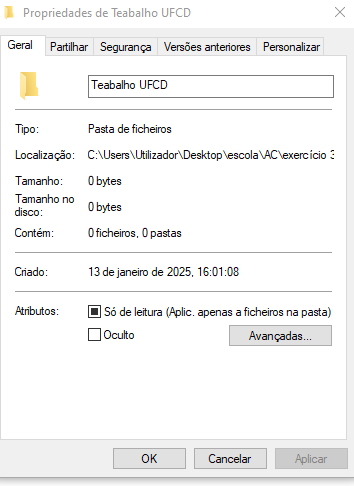 Propriedades de Teabalho UFCD
Geral Partilhar Segurança Versões anteriores Personalizar
Teabalho UFCD
Tipo: Pasta de ficheiros
Localização: C:\Users\Utilizador\Desktop\escola\AC\exercício 3
Tamanho: 0 bytes
Tamanho no
disco: 0 bytes
Contém: 0 ficheiros, 0 pastas
Criado: 13 de janeiro de 2025, 16:01:08
Atributos: Só de leitura (Aplic. apenas a ficheiros na pasta)
Oculto Avançadas...
OK Cancelar Aplicar